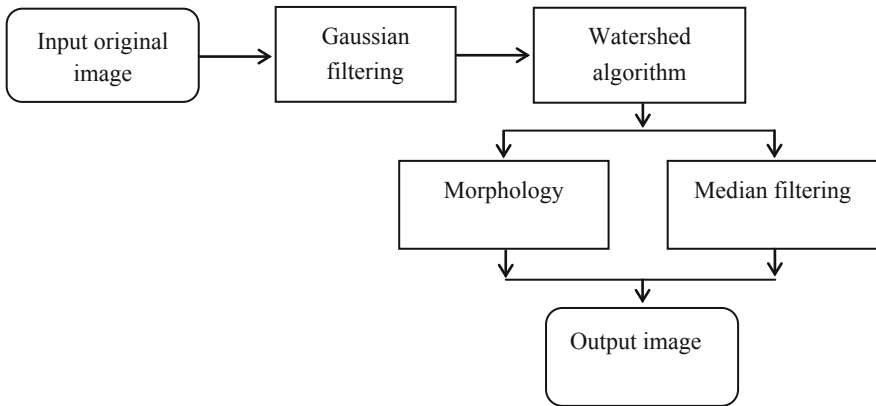 Input original
image
Gaussian
filtering
Watershed
algorithm
Morphology
Median filtering
Output image